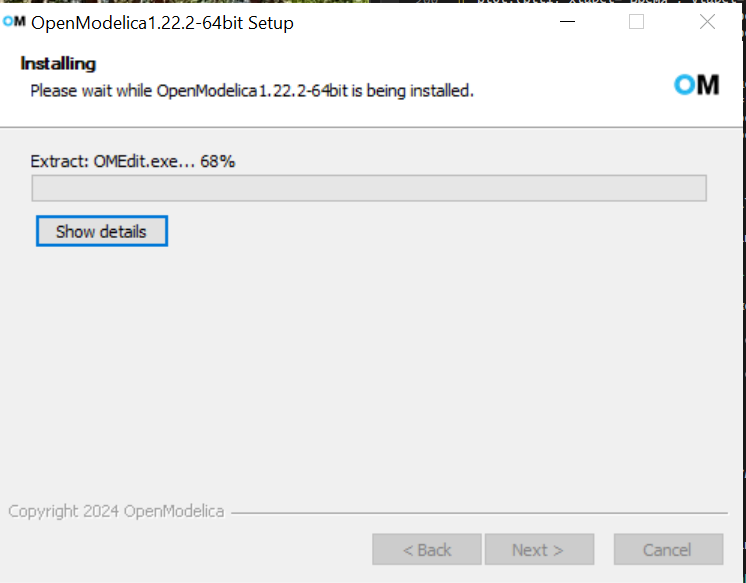 OM OpenModelica1.22.2-64bit Setup
Installing
Please wait while OpenModelica1.22.2-64bit is being installed.
OM
Extract: OMEdit.exe... 68%
Show details
Copyright 2024 OpenModelica
< Back
Next >
Cancel